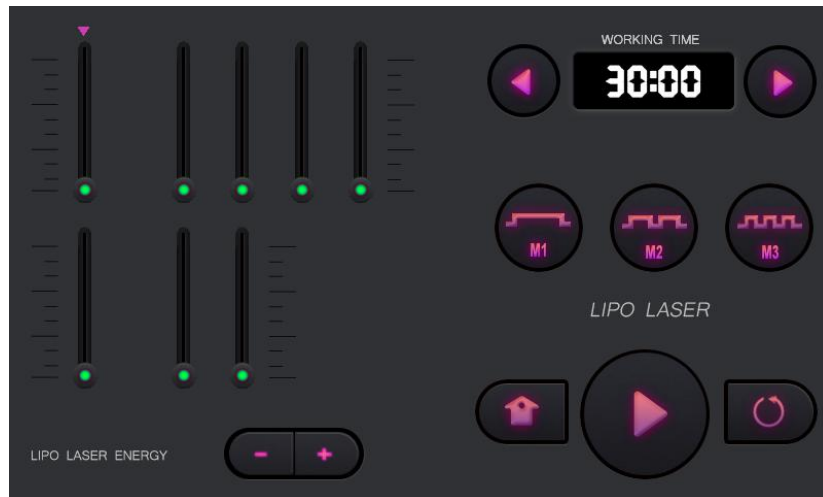 WORKING TIME
30:00
M1
M2
M3
LIPO LASER
LIPO LASER ENERGY
- +